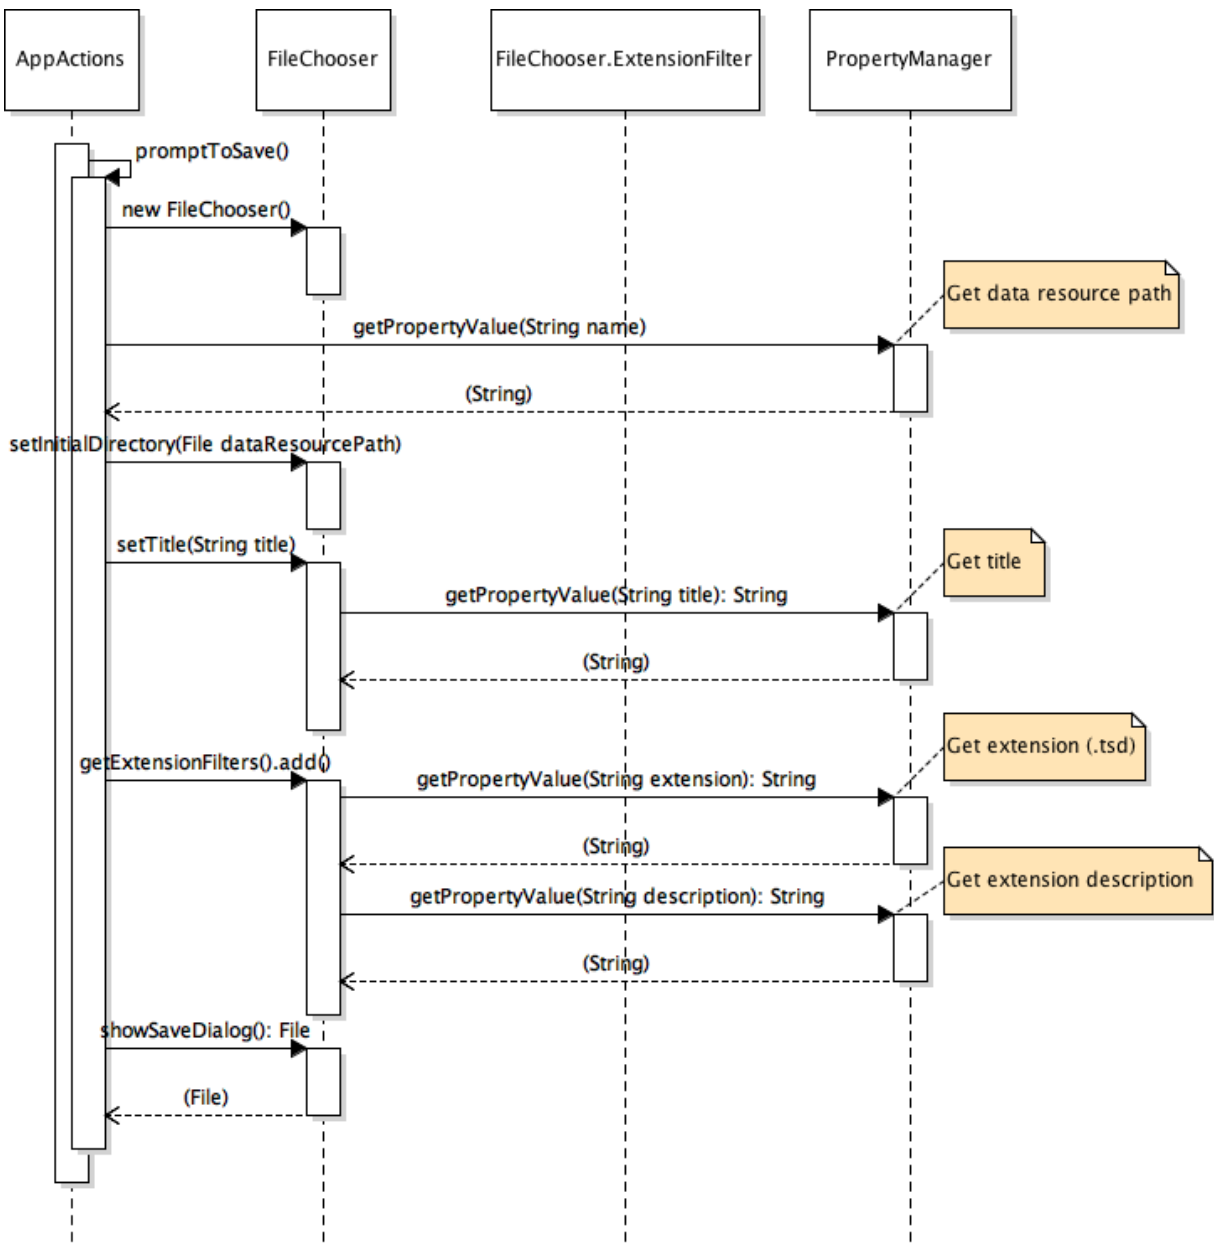 AppActions
FileChooser
FileChooser.ExtensionFilter
PropertyManager
promptToSave()
new FileChooser()
Get data resource path
getPropertyValue(String name)
(String)
setInitialDirectory(File dataResourcePath)
setTitle(String title)
Get title
getPropertyValue(String title): String
(String)
Get extension (.tsd)
getExtensionFilters().add()
getPropertyValue(String extension): String
(String)
Get extension description
getPropertyValue(String description): String
(String)
showSaveDialog(): File
(File)